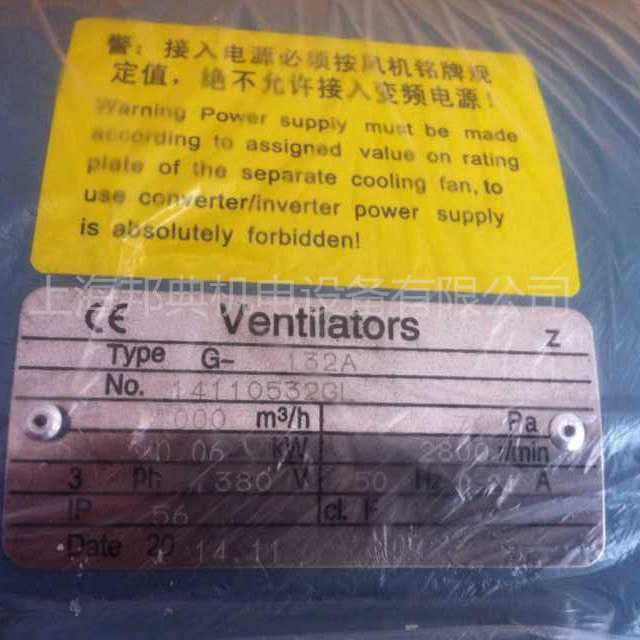 警：接入电源必须按风机铭牌规
定值，绝不允许接入变频电源！
Warning Power supply must be made
according to assigned value on rating
plate of the separate cooling fan, to
use converter/inverter power supply
is absolutely forbidden!
上海邦典机电设备有限公司
CE Ventilators Z
Type G- 132A
No. 14110532GL
000 m³/h Pa
0.06 kW 2800 r/min
3 Ph 380 V 50 Hz A
IP 56 cl. F
Date 20 14.11